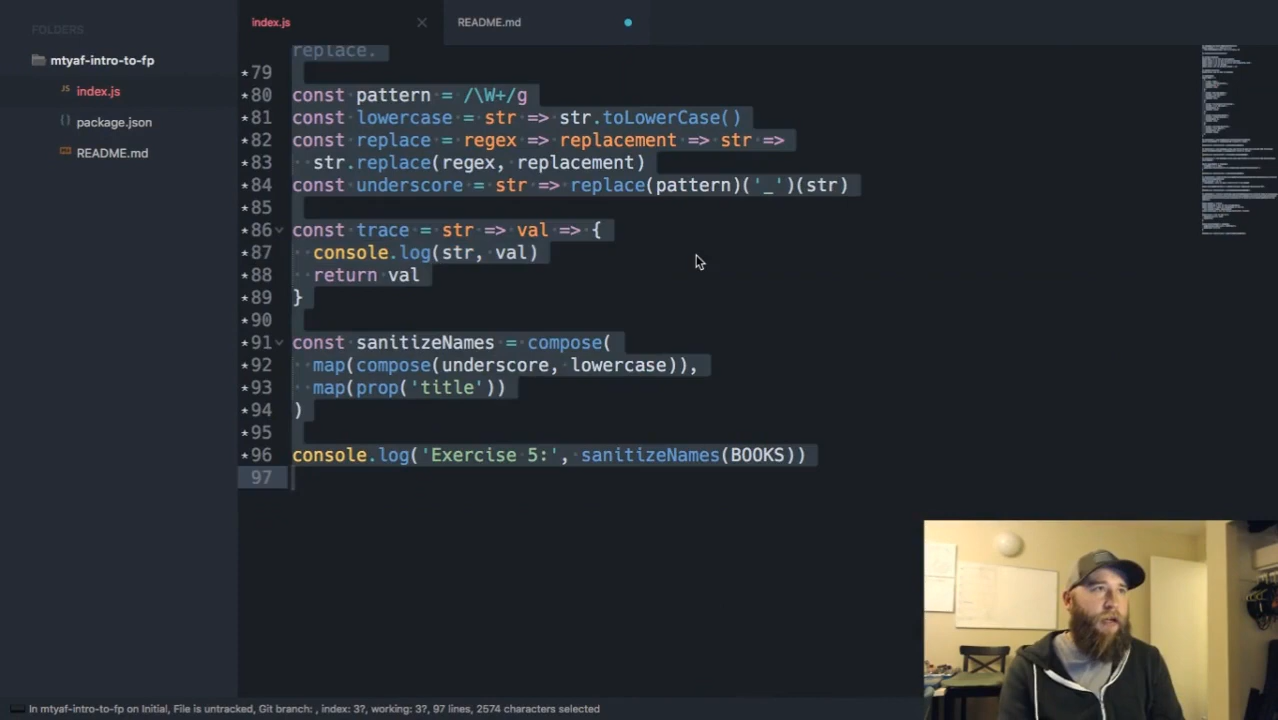 FOLDERS
mtyaf-intro-to-fp
JS index.js
package.json
README.md
index.js
README.md
replace.
79
80 const pattern = /\W+/g
81 const lowercase = str => str.toLowerCase()
82 const replace = regex => replacement => str =>
83 str.replace(regex, replacement)
84 const underscore = str => replace(pattern)('_')(str)
85
86 const trace = str => val => {
87 console.log(str, val)
88 return val
89 }
90
91 const sanitizeNames = compose(
92 map(compose(underscore, lowercase)),
93 map(prop('title'))
94 )
95
96 console.log('Exercise 5:', sanitizeNames(BOOKS))
97
In mtyaf-intro-to-fp on Initial, File is untracked, Git branch: , index: 3?, working: 3?, 97 lines, 2574 characters selected